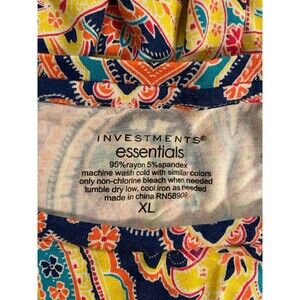 INVESTMENTS®
essentials
95%rayon 5%spandex
machine wash cold with similar colors
only non-chlorine bleach when needed
tumble dry low, cool iron as needed
made in china RN58909
XL